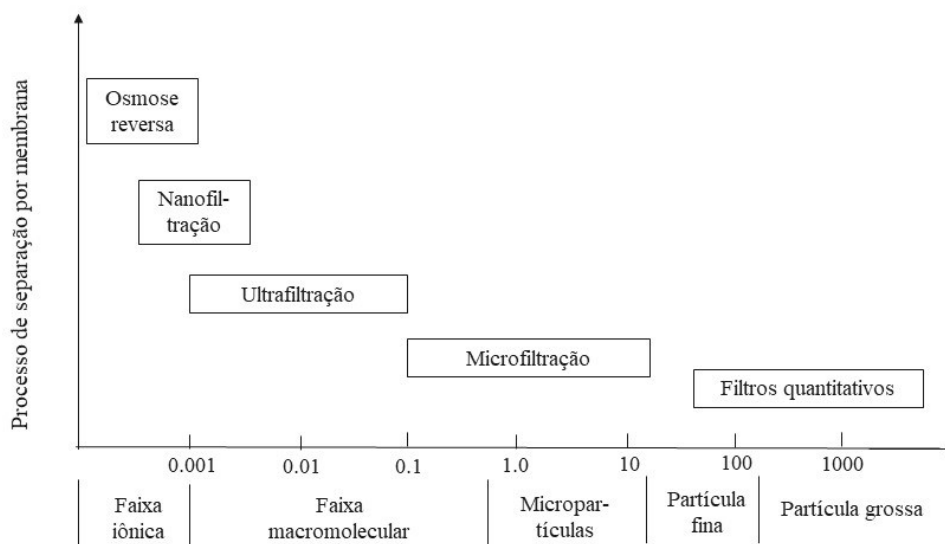 Processo de separação por membrana
Osmose
reversa
Nanofil-
tração
Ultrafiltração
Microfiltração
Filtros quantitativos
0.001
0.01
0.1
1.0
10
100
1000
Faixa
iônica
Faixa
macromolecular
Micropar-
tículas
Partícula
fina
Partícula grossa